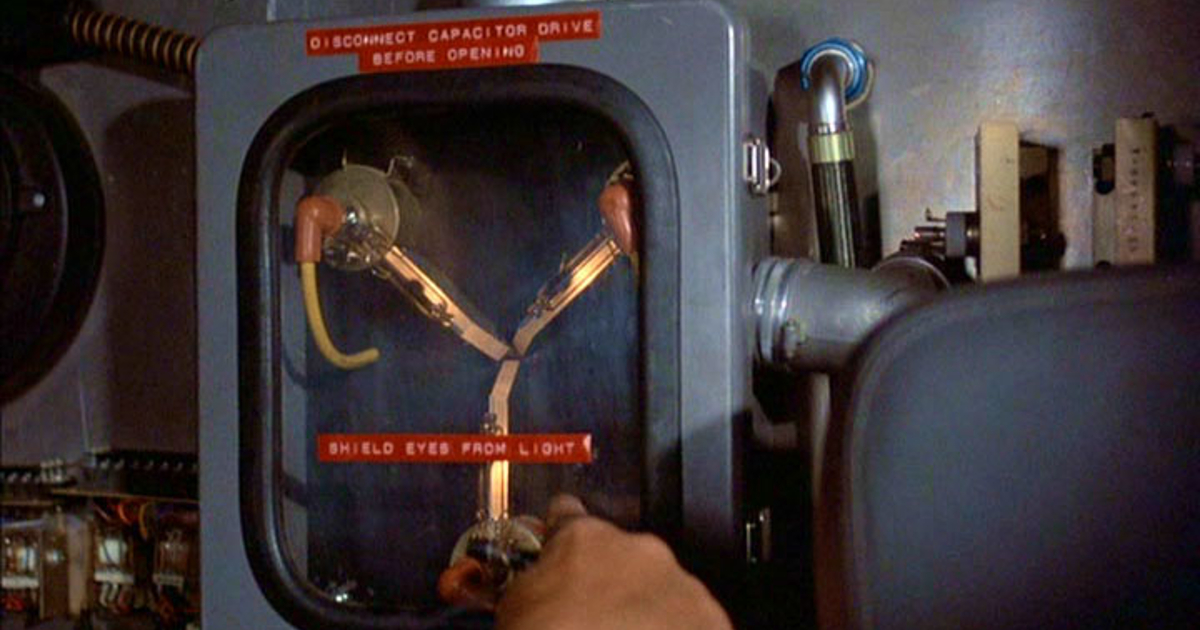 DISCONNECT CAPACITOR DRIVE
BEFORE OPENING
SHIELD EYES FROM LIGHT